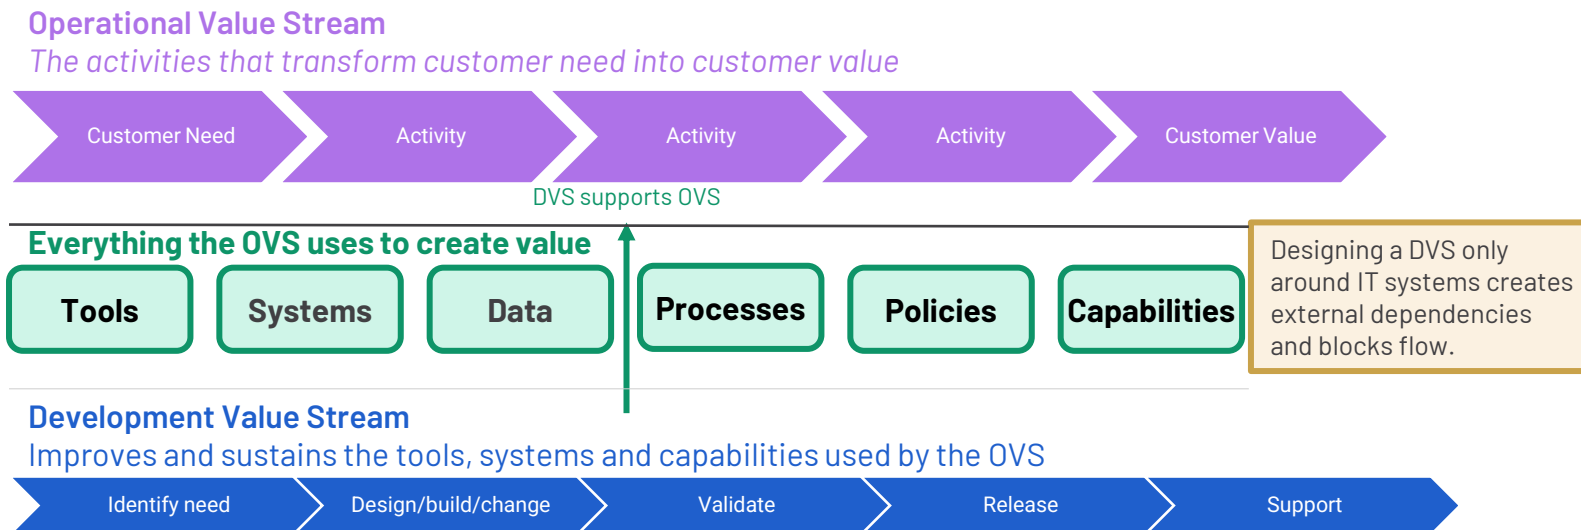 Operational Value Stream
The activities that transform customer need into customer value
Customer Need
Activity
Activity
Activity
Customer Value
DVS supports OVS
Everything the OVS uses to create value
Tools
Systems
Data
Processes
Policies
Capabilities
Designing a DVS only
around IT systems creates
external dependencies
and blocks flow.
Development Value Stream
Improves and sustains the tools, systems and capabilities used by the OVS
Identify need
Design/build/change
Validate
Release
Support